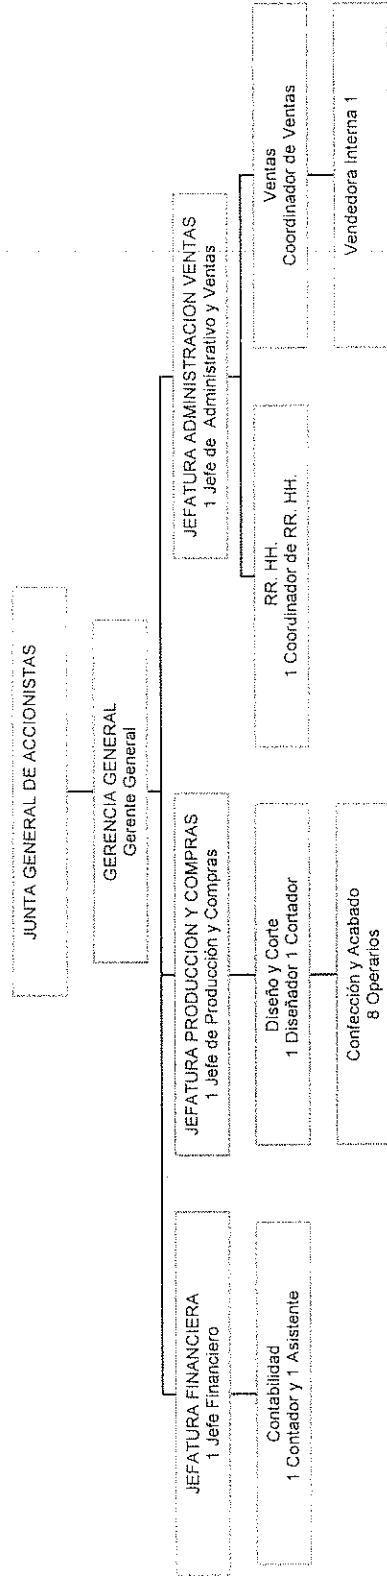 JUNTA GENERAL DE ACCIONISTAS
GERENCIA GENERAL
Gerente General
JEFATURA FINANCIERA
1 Jefe Financiero
JEFATURA PRODUCCION Y COMPRAS
1 Jefe de Producción y Compras
JEFATURA ADMINISTRACION VENTAS
1 Jefe de Administrativo y Ventas
Contabilidad
1 Contador y 1 Asistente
Diseño y Corte
1 Diseñador 1 Cortador
RR. HH.
1 Coordinador de RR. HH.
Ventas
Coordinador de Ventas
Confección y Acabado
8 Operarios
Vendedora Interna 1